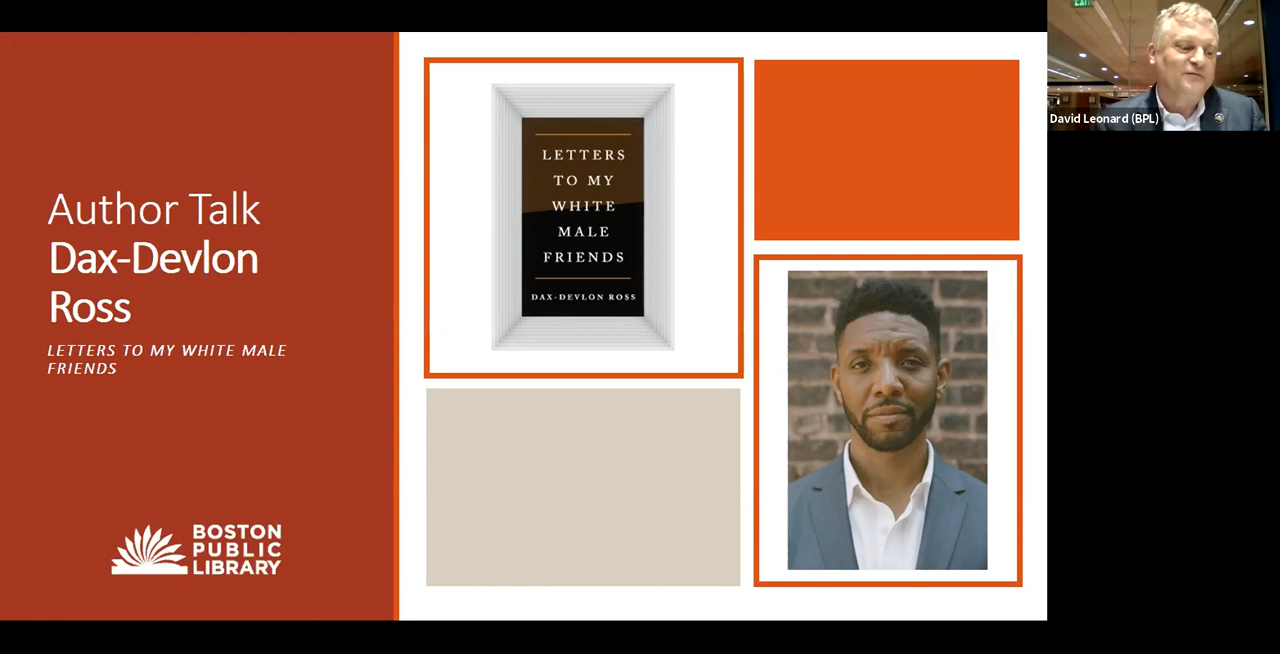 Author Talk
Dax-Devlon
Ross
LETTERS TO MY WHITE MALE
FRIENDS
BOSTON
PUBLIC
LIBRARY
LETTERS
TO MY
WHITE
MALE
FRIENDS
DAX-DEVLON ROSS
EXIT
David Leonard (BPL)